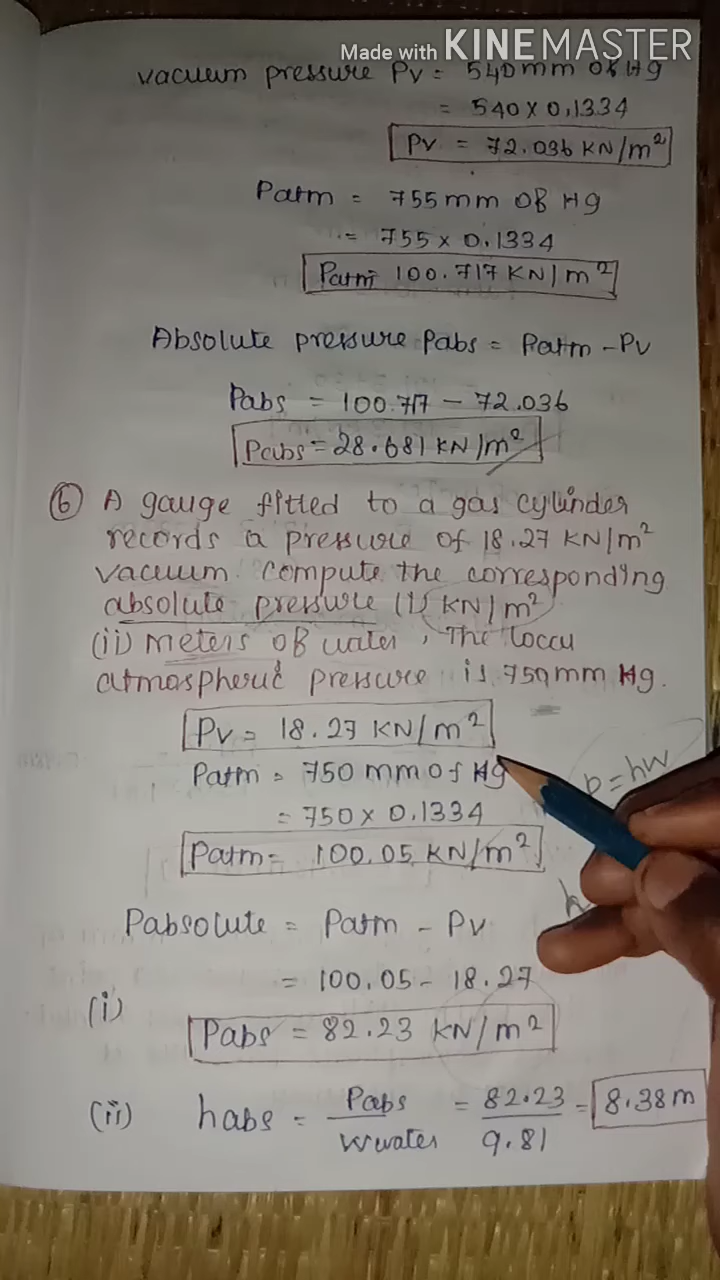 Made with KINEMASTER
vacuum pressure Pv = 540 mm of Hg
= 540 x 0.1334
Pv = 72.036 KN/m²
Patm = 755 mm of Hg
= 755 x 0.1334
Patm = 100.717 KN/m²
Absolute pressure Pabs = Patm - Pv
Pabs = 100.717 - 72.036
Pabs = 28.681 KN/m²
⑥ A gauge fitted to a gas cylinder
records a pressure of 18.27 KN/m²
vacuum. compute the corresponding
absolute pressure (i) KN/m²
(ii) meters of water, The
atmospheric pressure is 750mm Hg.
Pv = 18.27 KN/m²
Patm = 750 mm of Hg
p = hw
= 750 x 0.1334
Patm = 100.05 KN/m²
h
Pabsolute = Patm - Pv
= 100.05 - 18.27
(i) Pabs = 82.23 KN/m²
(ii) habs = Pabs / Wwater = 82.23 / 9.81 = 8.38m